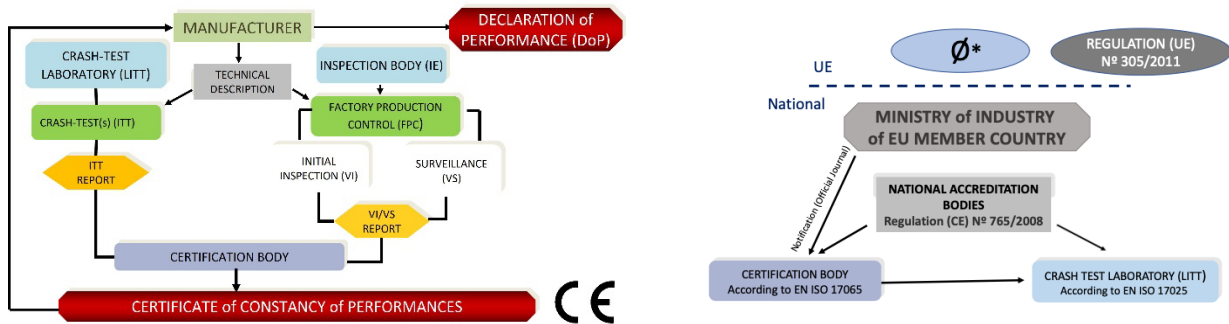 MANUFACTURER
DECLARATION of
PERFORMANCE (DoP)
CRASH-TEST
LABORATORY (LITT)
TECHNICAL
DESCRIPTION
INSPECTION BODY (IE)
CRASH-TEST(s) (ITT)
FACTORY PRODUCTION
CONTROL (FPC)
ITT
REPORT
INITIAL
INSPECTION (VI)
SURVEILLANCE
(VS)
VI/VS
REPORT
CERTIFICATION BODY
CERTIFICATE of CONSTANCY of PERFORMANCES
CE
Ø*
REGULATION (UE)
Nº 305/2011
UE
National
MINISTRY of INDUSTRY
of EU MEMBER COUNTRY
Notification (Official Journal)
NATIONAL ACCREDITATION
BODIES
Regulation (CE) Nº 765/2008
CERTIFICATION BODY
According to EN ISO 17065
CRASH TEST LABORATORY (LITT)
According to EN ISO 17025